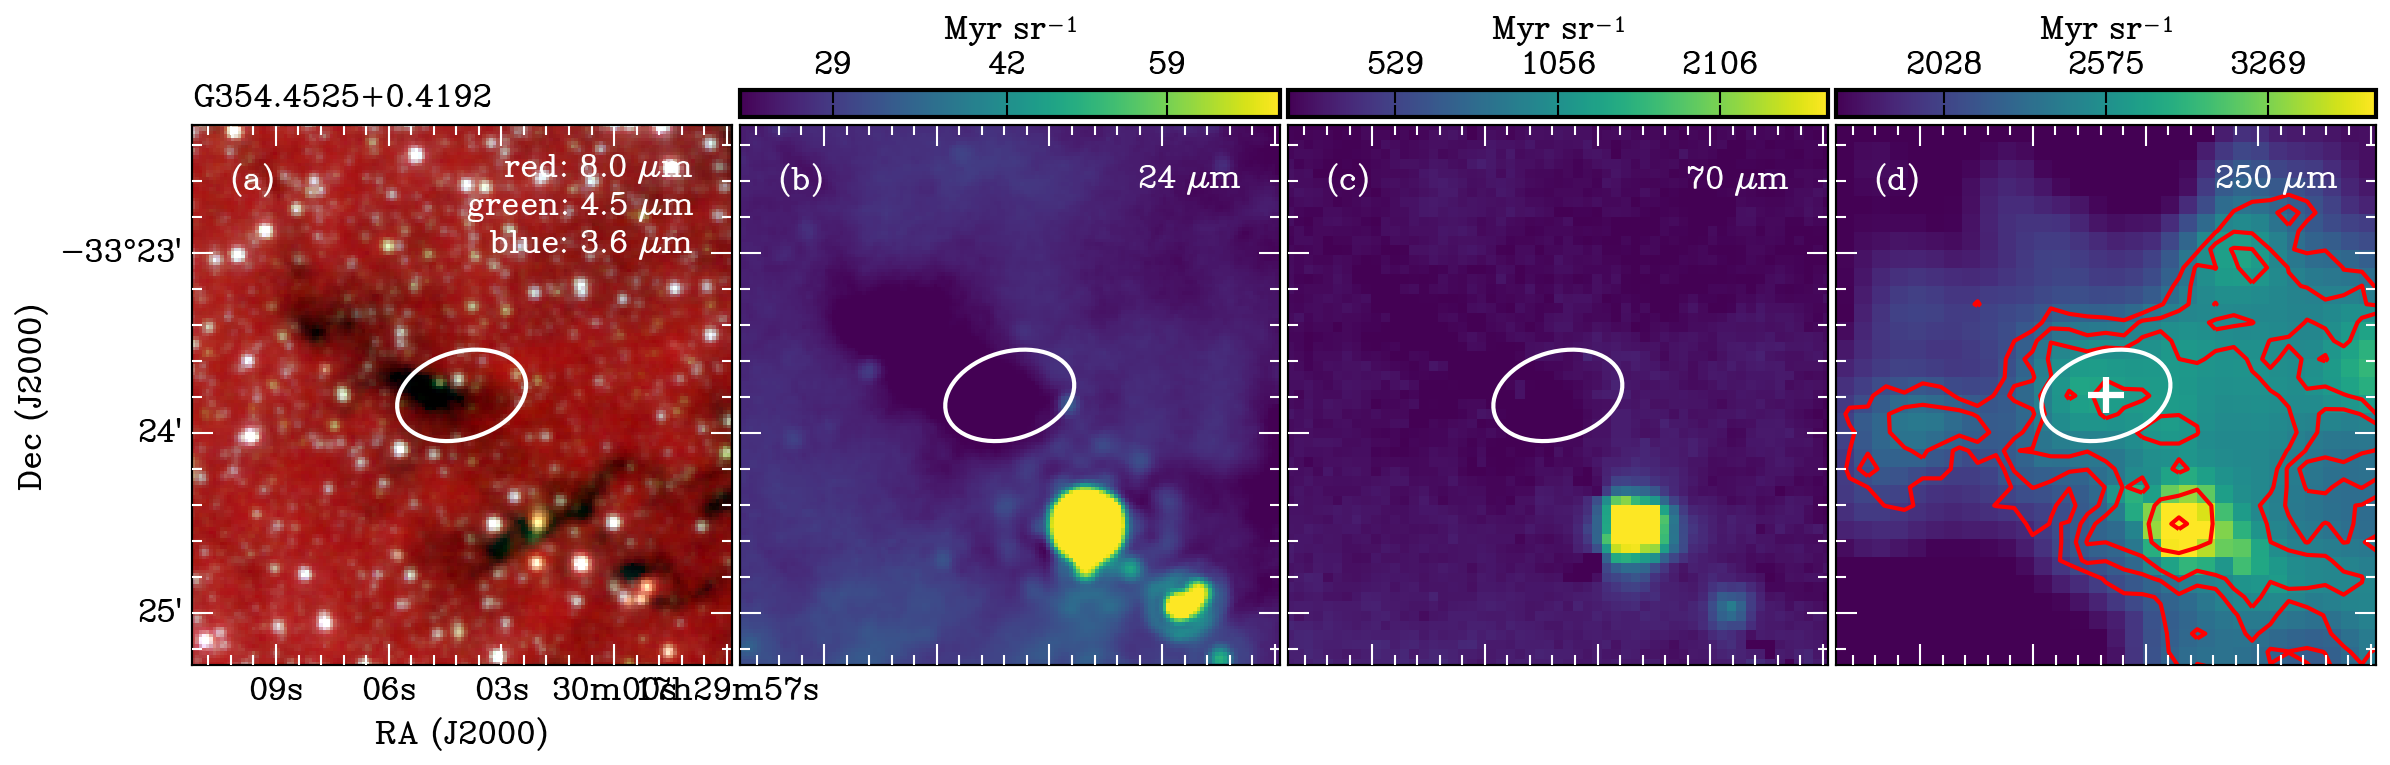 G354.4525+0.4192
(a)
red: 8.0 μm
green: 4.5 μm
blue: 3.6 μm
−33°23'
24'
25'
Dec (J2000)
09s 06s 03s 30m00s 17h29m57s
RA (J2000)
Myr sr⁻¹
29 42 59
(b)
24 μm
Myr sr⁻¹
529 1056 2106
(c)
70 μm
Myr sr⁻¹
2028 2575 3269
(d)
250 μm